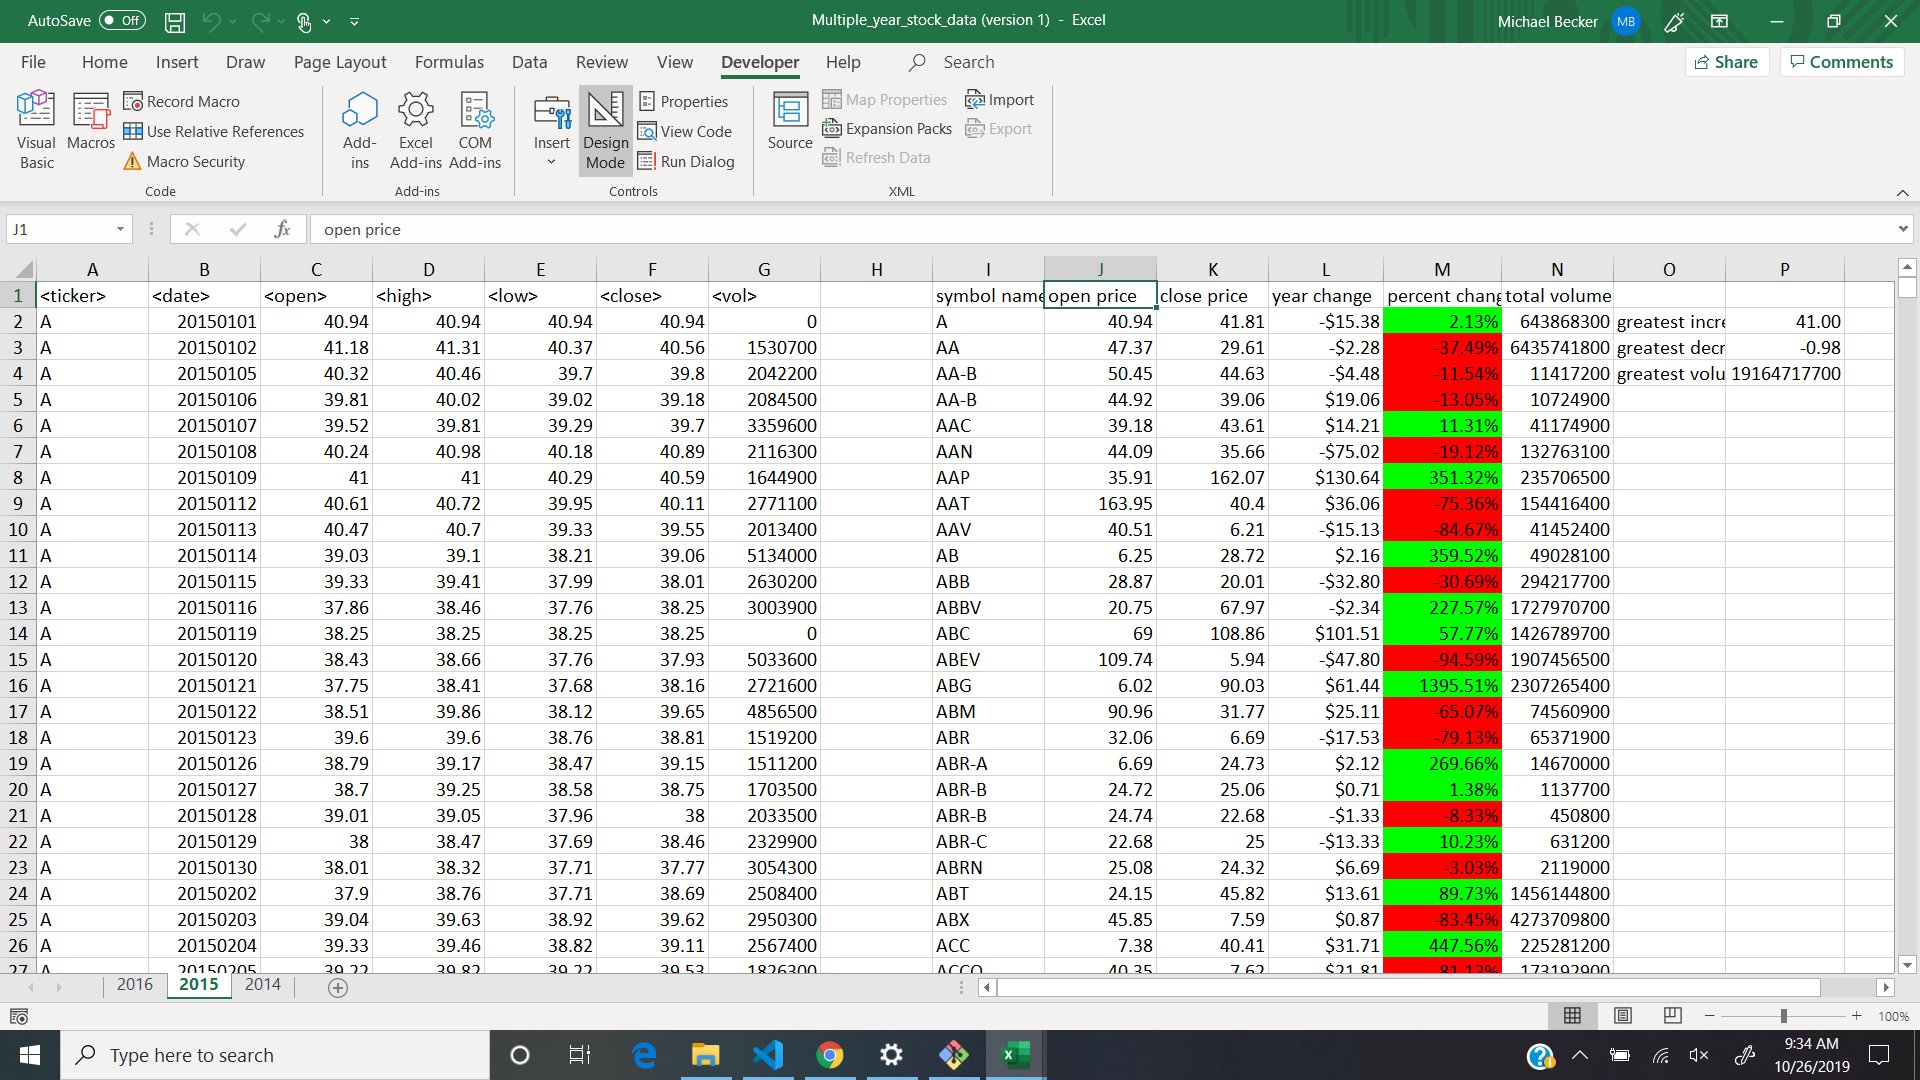 AutoSave Off Multiple_year_stock_data (version 1) - Excel Michael Becker MB
File Home Insert Draw Page Layout Formulas Data Review View Developer Help Search Share Comments
Visual Basic
Macros
Record Macro
Use Relative References
Macro Security
Code
Add-ins
Excel Add-ins
COM Add-ins
Add-ins
Insert
Design Mode
Properties
View Code
Run Dialog
Controls
Source
Map Properties
Expansion Packs
Refresh Data
Import
Export
XML
J1 fx open price
A B C D E F G H I J K L M N O P
1 <ticker> <date> <open> <high> <low> <close> <vol> symbol name open price close price year change percent chang total volume
2 A 20150101 40.94 40.94 40.94 40.94 0 A 40.94 41.81 -$15.38 2.13% 643868300 greatest incre 41.00
3 A 20150102 41.18 41.31 40.37 40.56 1530700 AA 47.37 29.61 -$2.28 -37.49% 6435741800 greatest decr -0.98
4 A 20150105 40.32 40.46 39.7 39.8 2042200 AA-B 50.45 44.63 -$4.48 -11.54% 11417200 greatest volu 19164717700
5 A 20150106 39.81 40.02 39.02 39.18 2084500 AA-B 44.92 39.06 $19.06 -13.05% 10724900
6 A 20150107 39.52 39.81 39.29 39.7 3359600 AAC 39.18 43.61 $14.21 11.31% 41174900
7 A 20150108 40.24 40.98 40.18 40.89 2116300 AAN 44.09 35.66 -$75.02 -19.12% 132763100
8 A 20150109 41 41 40.29 40.59 1644900 AAP 35.91 162.07 $130.64 351.32% 235706500
9 A 20150112 40.61 40.72 39.95 40.11 2771100 AAT 163.95 40.4 $36.06 -75.36% 154416400
10 A 20150113 40.47 40.7 39.33 39.55 2013400 AAV 40.51 6.21 -$15.13 -84.67% 41452400
11 A 20150114 39.03 39.1 38.21 39.06 5134000 AB 6.25 28.72 $2.16 359.52% 49028100
12 A 20150115 39.33 39.41 37.99 38.01 2630200 ABB 28.87 20.01 -$32.80 -30.69% 294217700
13 A 20150116 37.86 38.46 37.76 38.25 3003900 ABBV 20.75 67.97 -$2.34 227.57% 1727970700
14 A 20150119 38.25 38.25 38.25 38.25 0 ABC 69 108.86 $101.51 57.77% 1426789700
15 A 20150120 38.43 38.66 37.76 37.93 5033600 ABEV 109.74 5.94 -$47.80 -94.59% 1907456500
16 A 20150121 37.75 38.41 37.68 38.16 2721600 ABG 6.02 90.03 $61.44 1395.51% 2307265400
17 A 20150122 38.51 39.86 38.12 39.65 4856500 ABM 90.96 31.77 $25.11 -65.07% 74560900
18 A 20150123 39.6 39.6 38.76 38.81 1519200 ABR 32.06 6.69 -$17.53 -79.13% 65371900
19 A 20150126 38.79 39.17 38.47 39.15 1511200 ABR-A 6.69 24.73 $2.12 269.66% 14670000
20 A 20150127 38.7 39.25 38.58 38.75 1703500 ABR-B 24.72 25.06 $0.71 1.38% 1137700
21 A 20150128 39.01 39.05 37.96 38 2033500 ABR-B 24.74 22.68 -$1.33 -8.33% 450800
22 A 20150129 38 38.47 37.69 38.46 2329900 ABR-C 22.68 25 -$13.33 10.23% 631200
23 A 20150130 38.01 38.32 37.71 37.77 3054300 ABRN 25.08 24.32 $6.69 -3.03% 2119000
24 A 20150202 37.9 38.76 37.71 38.69 2508400 ABT 24.15 45.82 $13.61 89.73% 1456144800
25 A 20150203 39.04 39.63 38.92 39.62 2950300 ABX 45.85 7.59 $0.87 -83.45% 4273709800
26 A 20150204 39.33 39.46 38.82 39.11 2567400 ACC 7.38 40.41 $31.71 447.56% 225281200
27 A 20150205 39.22 39.82 39.22 39.53 1826300 ACCO 40.35 7.62 $21.81 -81.12% 173192900
2016 2015 2014
100%
Type here to search
9:34 AM
10/26/2019